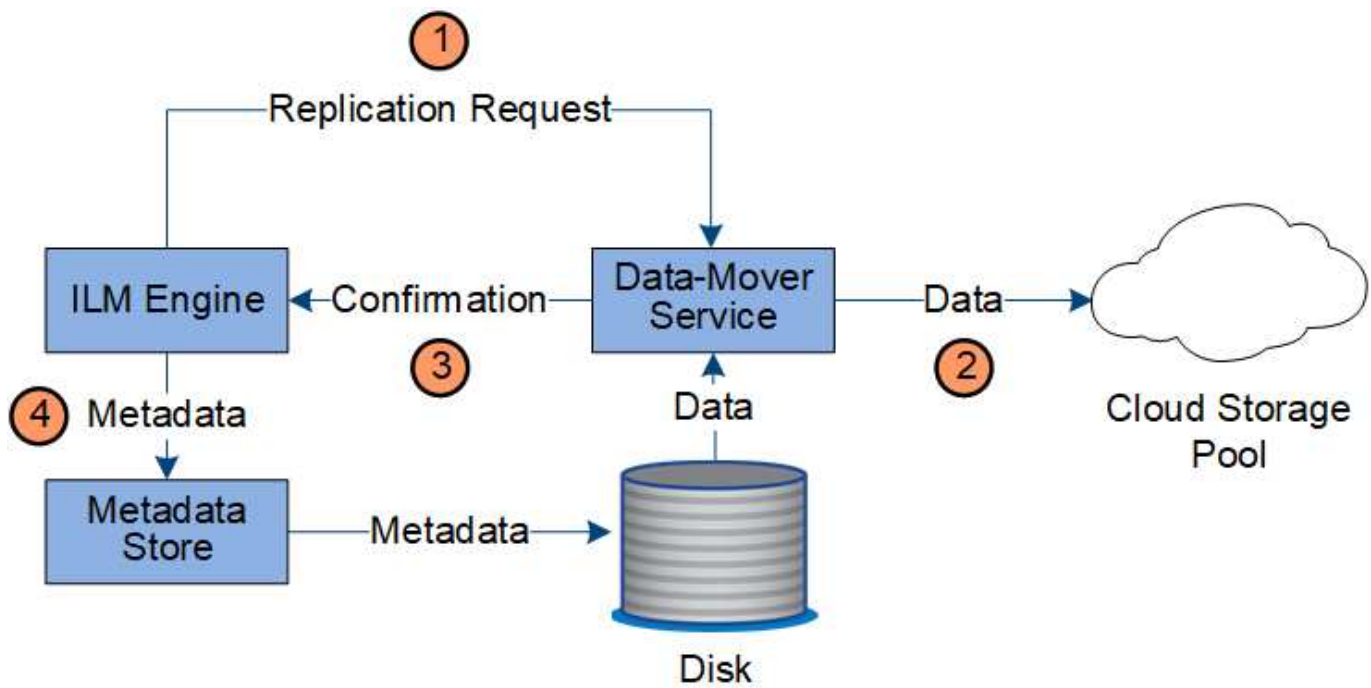 1
Replication Request
ILM Engine
Confirmation
Data-Mover
Service
Data
3
2
4
Metadata
Data
Cloud Storage
Pool
Metadata
Store
Metadata
Disk